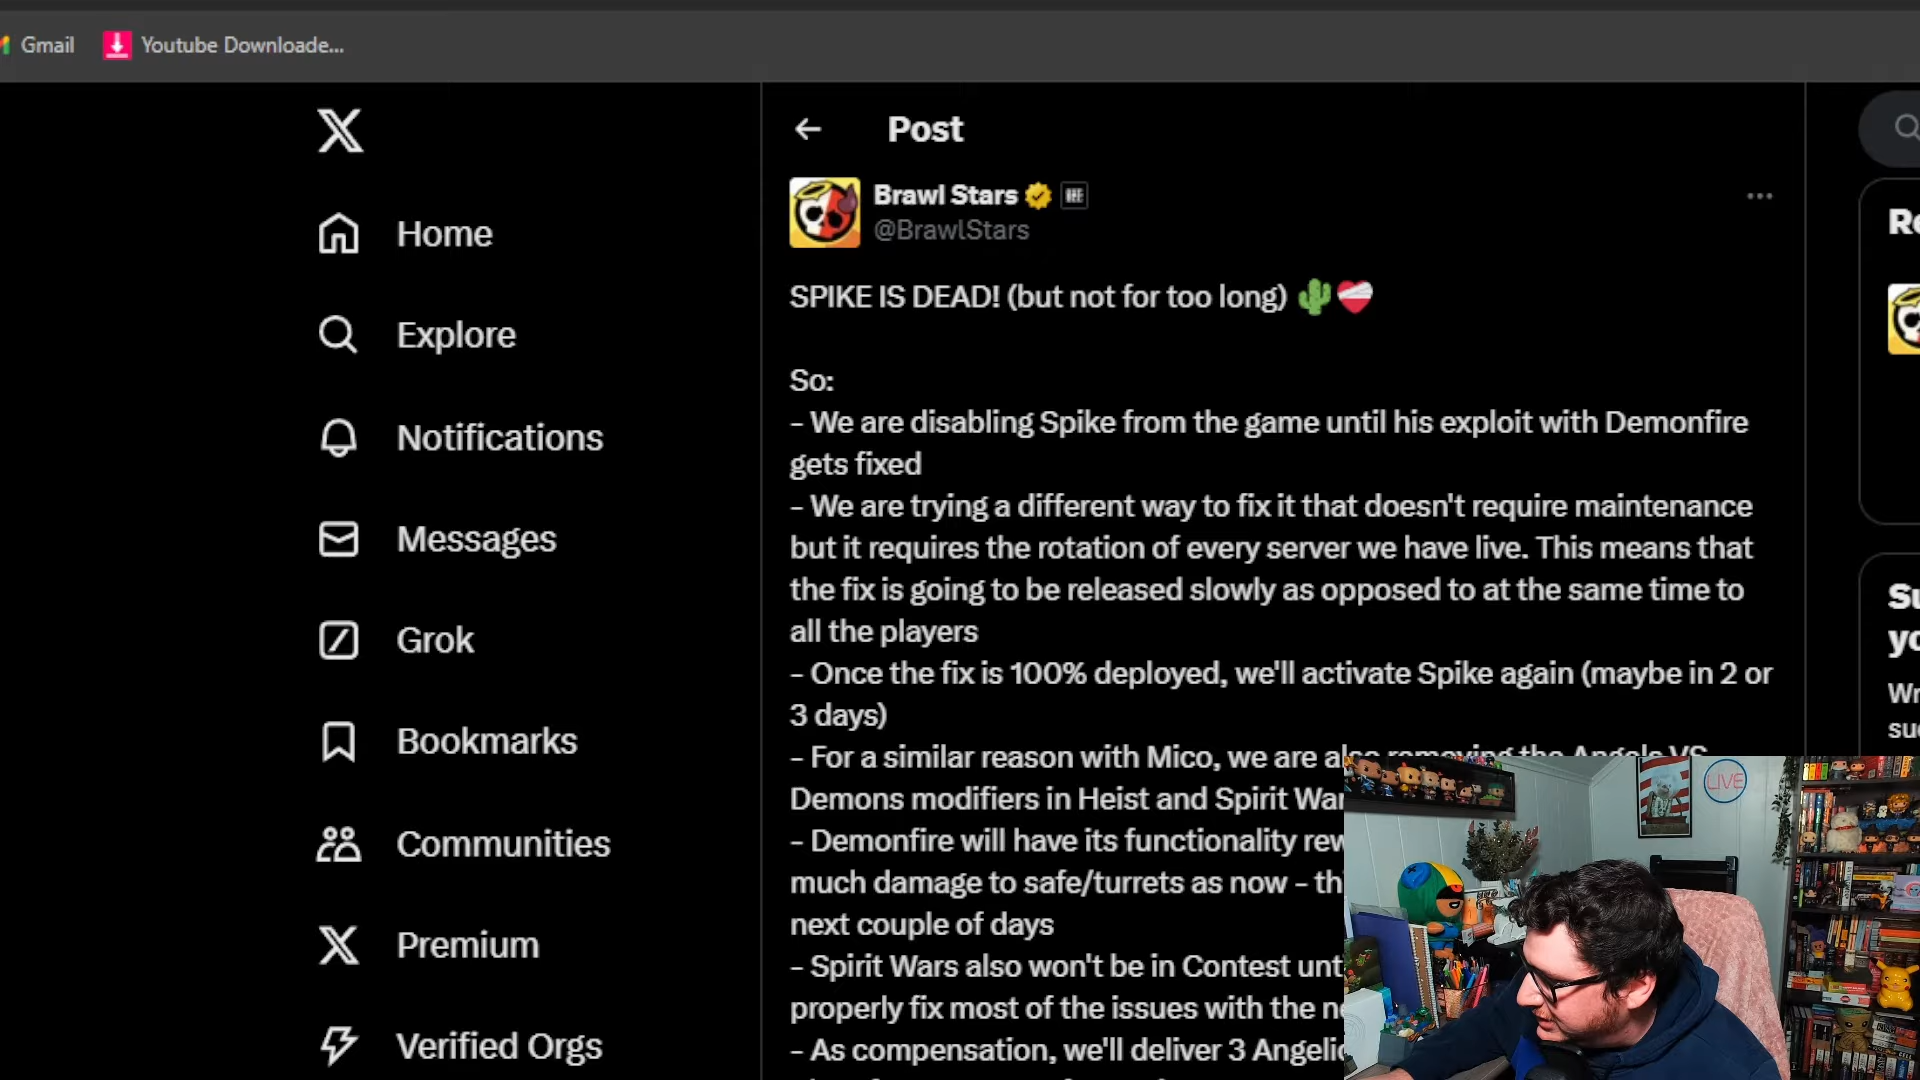 Gmail
Youtube Downloade...
Post
Brawl Stars
@BrawlStars
Home
Explore
Notifications
Messages
Grok
Bookmarks
Communities
Premium
Verified Orgs
SPIKE IS DEAD! (but not for too long)
So:
- We are disabling Spike from the game until his exploit with Demonfire
gets fixed
- We are trying a different way to fix it that doesn't require maintenance
but it requires the rotation of every server we have live. This means that
the fix is going to be released slowly as opposed to at the same time to
all the players
- Once the fix is 100% deployed, we'll activate Spike again (maybe in 2 or
3 days)
- For a similar reason with Mico, we are also removing the Angels VS
Demons modifiers in Heist and Spirit War
- Demonfire will have its functionality rew
much damage to safe/turrets as now - th
next couple of days
- Spirit Wars also won't be in Contest unt
properly fix most of the issues with the ne
- As compensation, we'll deliver 3 Angelic
LIVE